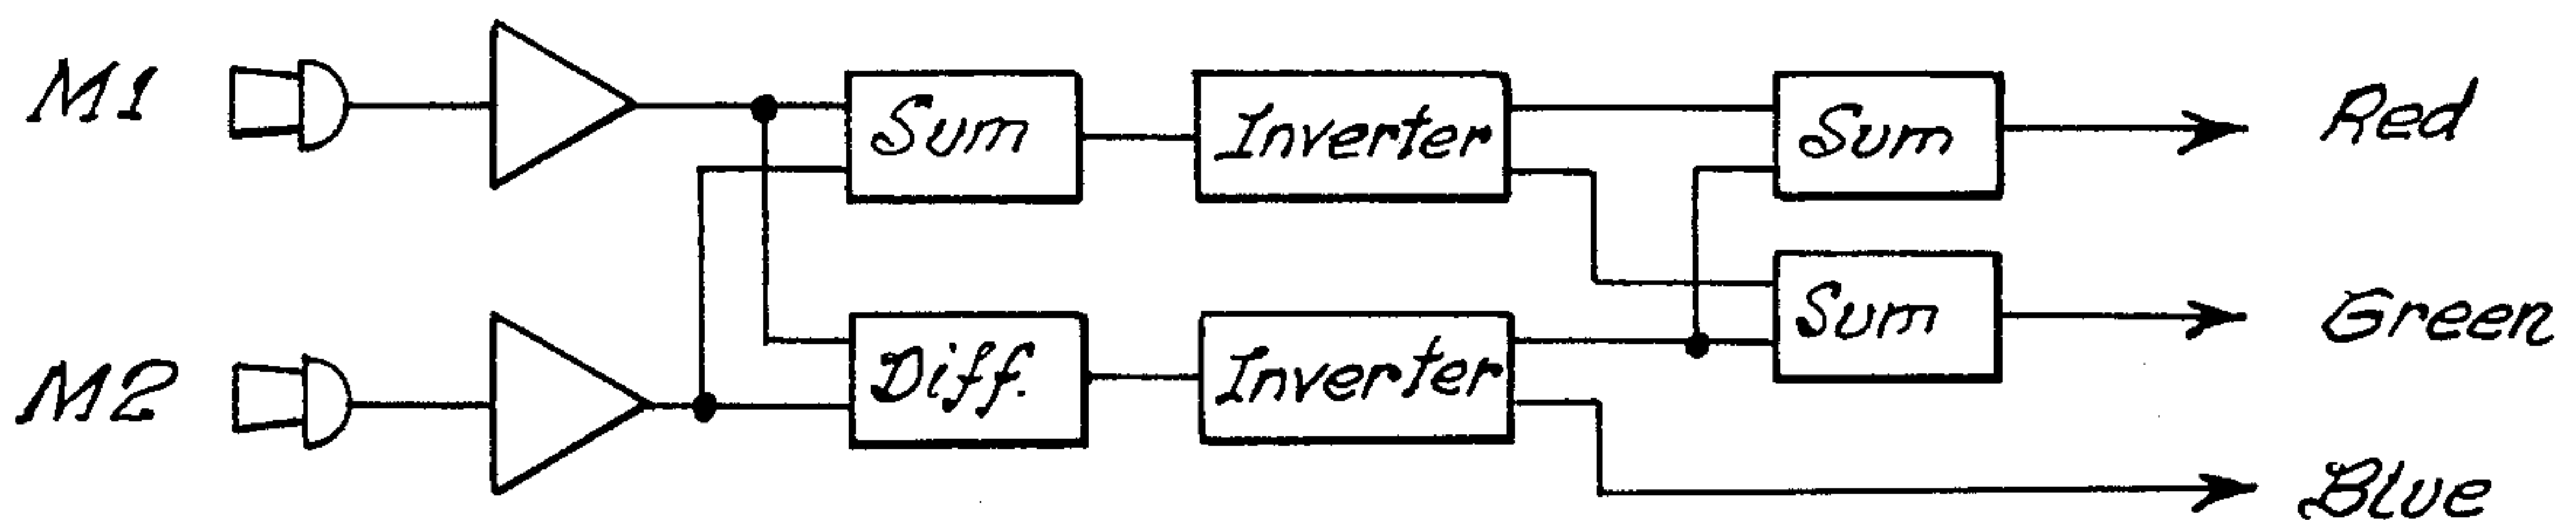 M1
Sum
Inverter
Sum
Red
Sum
Green
M2
Diff.
Inverter
Blue